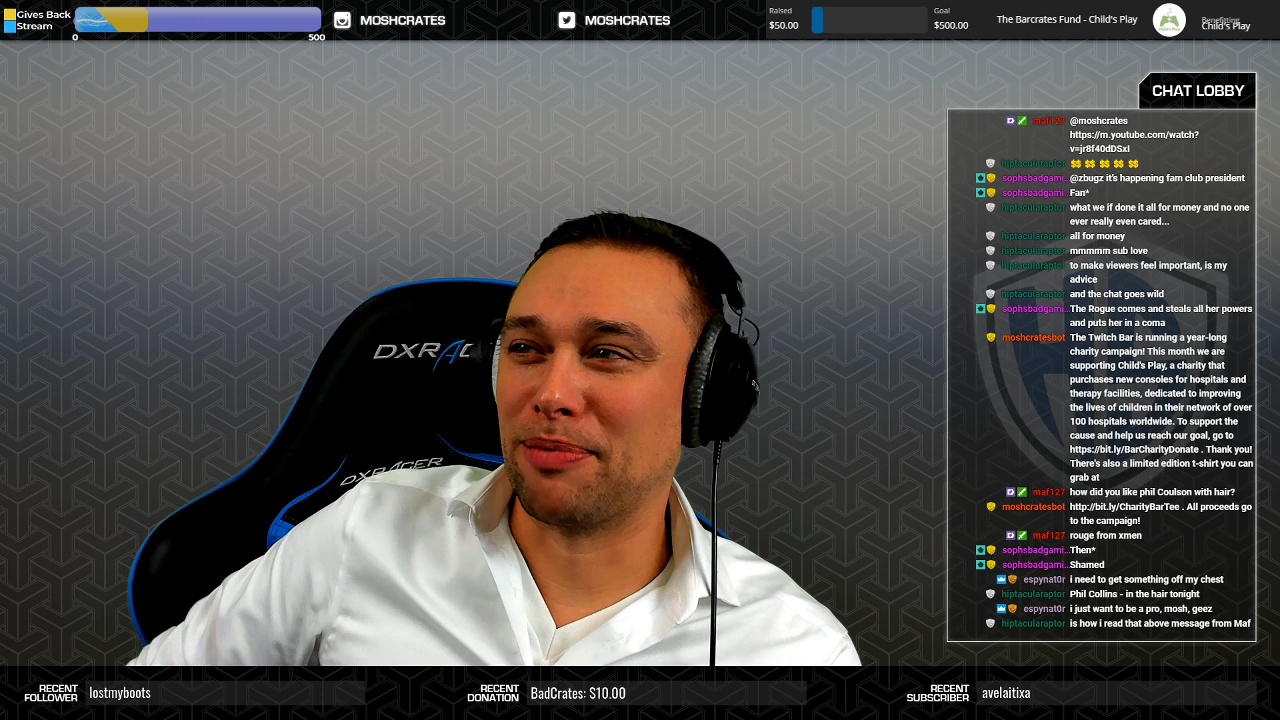 Gives Back
Stream
0
500
MOSHCRATES
MOSHCRATES
Raised
$50.00
Goal
$500.00
The Barcrates Fund - Child's Play
Benefitting
Child's Play
CHAT LOBBY
maf127 @moshcrates
https://m.youtube.com/watch?
v=jr8f40dDSxI
hiptacularaptor
sophsbadgami.. @zbugz it's happening fam club president
sophsbadgami.. Fan*
hiptacularaptor what we if done it all for money and no one
ever really even cared...
hiptacularaptor all for money
hiptacularaptor mmmmm sub love
hiptacularaptor to make viewers feel important, is my
advice
hiptacularaptor and the chat goes wild
sophsbadgami.. The Rogue comes and steals all her powers
and puts her in a coma
moshcratesbot The Twitch Bar is running a year-long
charity campaign! This month we are
supporting Child's Play, a charity that
purchases new consoles for hospitals and
therapy facilities, dedicated to improving
the lives of children in their network of over
100 hospitals worldwide. To support the
cause and help us reach our goal, go to
https://bit.ly/BarCharityDonate . Thank you!
There's also a limited edition t-shirt you can
grab at
maf127 how did you like phil Coulson with hair?
moshcratesbot http://bit.ly/CharityBarTee . All proceeds go
to the campaign!
maf127 rouge from xmen
sophsbadgami.. Then*
sophsbadgami.. Shamed
espynat0r i need to get something off my chest
hiptacularaptor Phil Collins - in the hair tonight
espynat0r i just want to be a pro, mosh, geez
hiptacularaptor is how i read that above message from Maf
DXRAC
DXRACER
RECENT
FOLLOWER
lostmyboots
RECENT
DONATION
BadCrates: $10.00
RECENT
SUBSCRIBER
avelaitixa